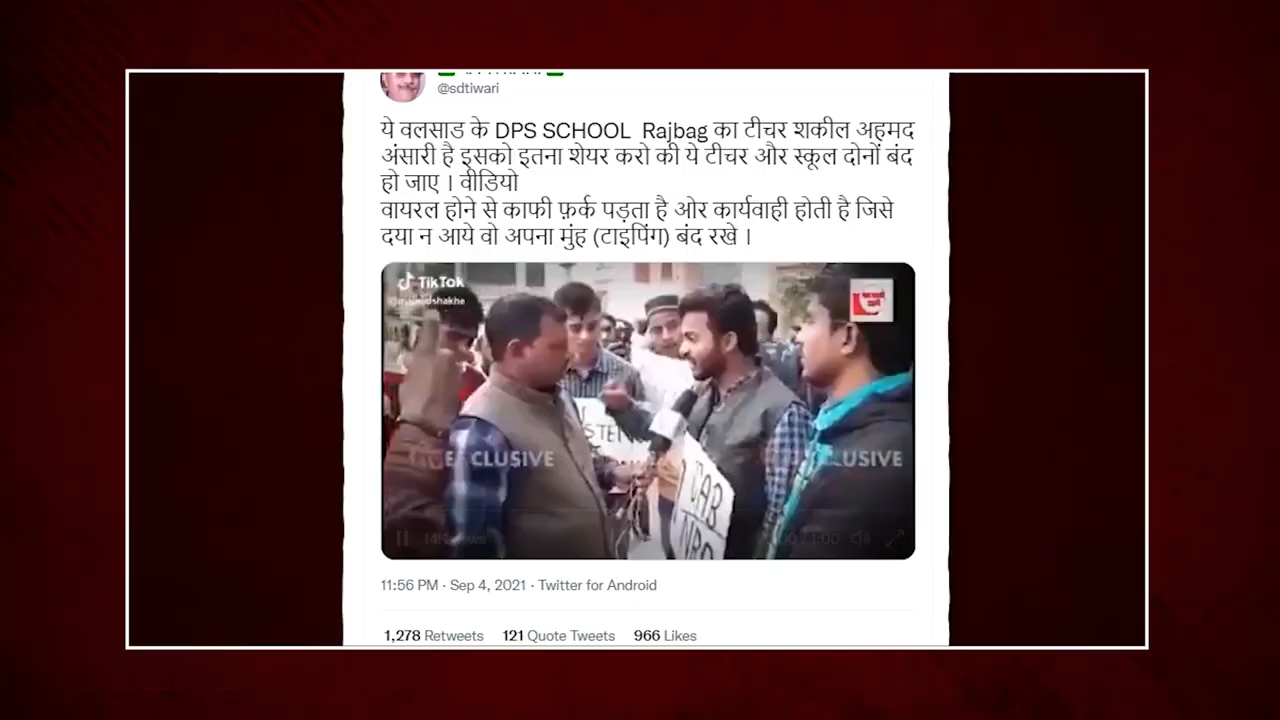 @sdtiwari
ये वलसाड के DPS SCHOOL Rajbag का टीचर शकील अहमद
अंसारी है इसको इतना शेयर करो की ये टीचर और स्कूल दोनों बंद
हो जाए । वीडियो
वायरल होने से काफी फ़र्क पड़ता है ओर कार्यवाही होती है जिसे
दया न आये वो अपना मुंह (टाइपिंग) बंद रखे ।
TikTok
CLUSIVE
LUSIVE
11:56 PM · Sep 4, 2021 · Twitter for Android
1,278 Retweets 121 Quote Tweets 966 Likes